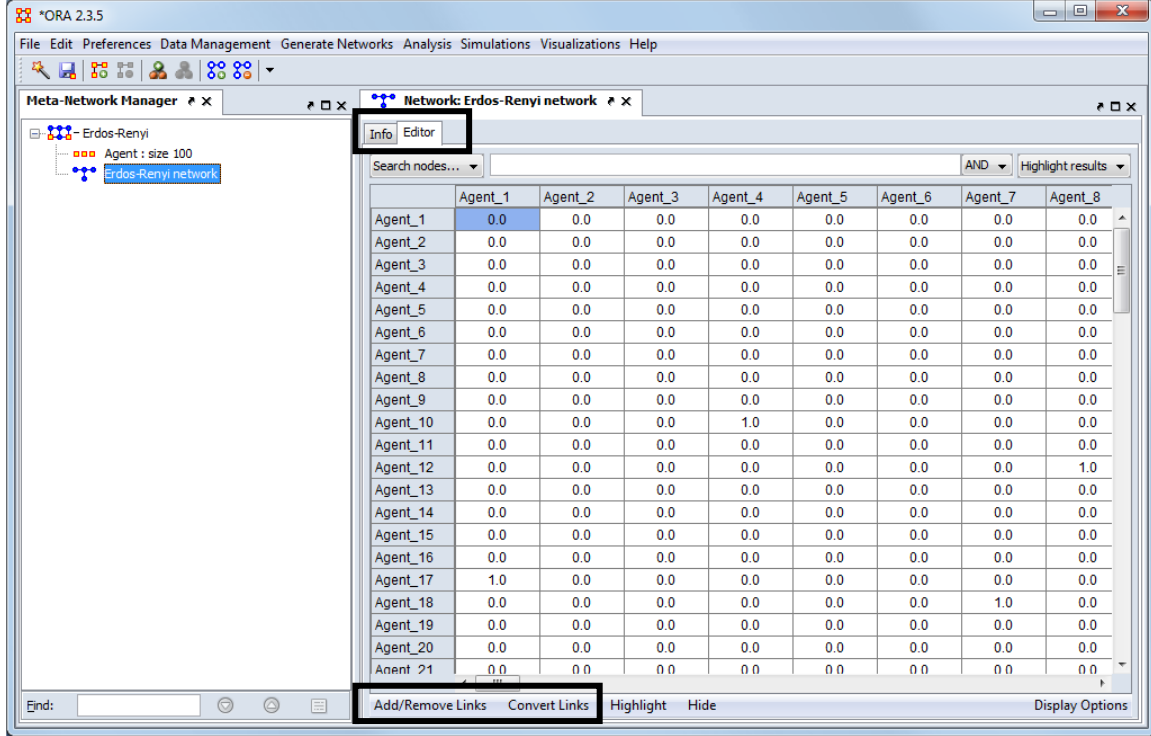 *ORA 2.3.5
File Edit Preferences Data Management Generate Networks Analysis Simulations Visualizations Help
Meta-Network Manager
Erdos-Renyi
Agent : size 100
Erdos-Renyi network
Find:
Network: Erdos-Renyi network
Info Editor
Search nodes... AND Highlight results
Agent_1 Agent_2 Agent_3 Agent_4 Agent_5 Agent_6 Agent_7 Agent_8
Agent_1 0.0 0.0 0.0 0.0 0.0 0.0 0.0 0.0
Agent_2 0.0 0.0 0.0 0.0 0.0 0.0 0.0 0.0
Agent_3 0.0 0.0 0.0 0.0 0.0 0.0 0.0 0.0
Agent_4 0.0 0.0 0.0 0.0 0.0 0.0 0.0 0.0
Agent_5 0.0 0.0 0.0 0.0 0.0 0.0 0.0 0.0
Agent_6 0.0 0.0 0.0 0.0 0.0 0.0 0.0 0.0
Agent_7 0.0 0.0 0.0 0.0 0.0 0.0 0.0 0.0
Agent_8 0.0 0.0 0.0 0.0 0.0 0.0 0.0 0.0
Agent_9 0.0 0.0 0.0 0.0 0.0 0.0 0.0 0.0
Agent_10 0.0 0.0 0.0 1.0 0.0 0.0 0.0 0.0
Agent_11 0.0 0.0 0.0 0.0 0.0 0.0 0.0 0.0
Agent_12 0.0 0.0 0.0 0.0 0.0 0.0 0.0 1.0
Agent_13 0.0 0.0 0.0 0.0 0.0 0.0 0.0 0.0
Agent_14 0.0 0.0 0.0 0.0 0.0 0.0 0.0 0.0
Agent_15 0.0 0.0 0.0 0.0 0.0 0.0 0.0 0.0
Agent_16 0.0 0.0 0.0 0.0 0.0 0.0 0.0 0.0
Agent_17 1.0 0.0 0.0 0.0 0.0 0.0 0.0 0.0
Agent_18 0.0 0.0 0.0 0.0 0.0 0.0 1.0 0.0
Agent_19 0.0 0.0 0.0 0.0 0.0 0.0 0.0 0.0
Agent_20 0.0 0.0 0.0 0.0 0.0 0.0 0.0 0.0
Agent_21 0.0 0.0 0.0 0.0 0.0 0.0 0.0 0.0
Add/Remove Links Convert Links Highlight Hide Display Options